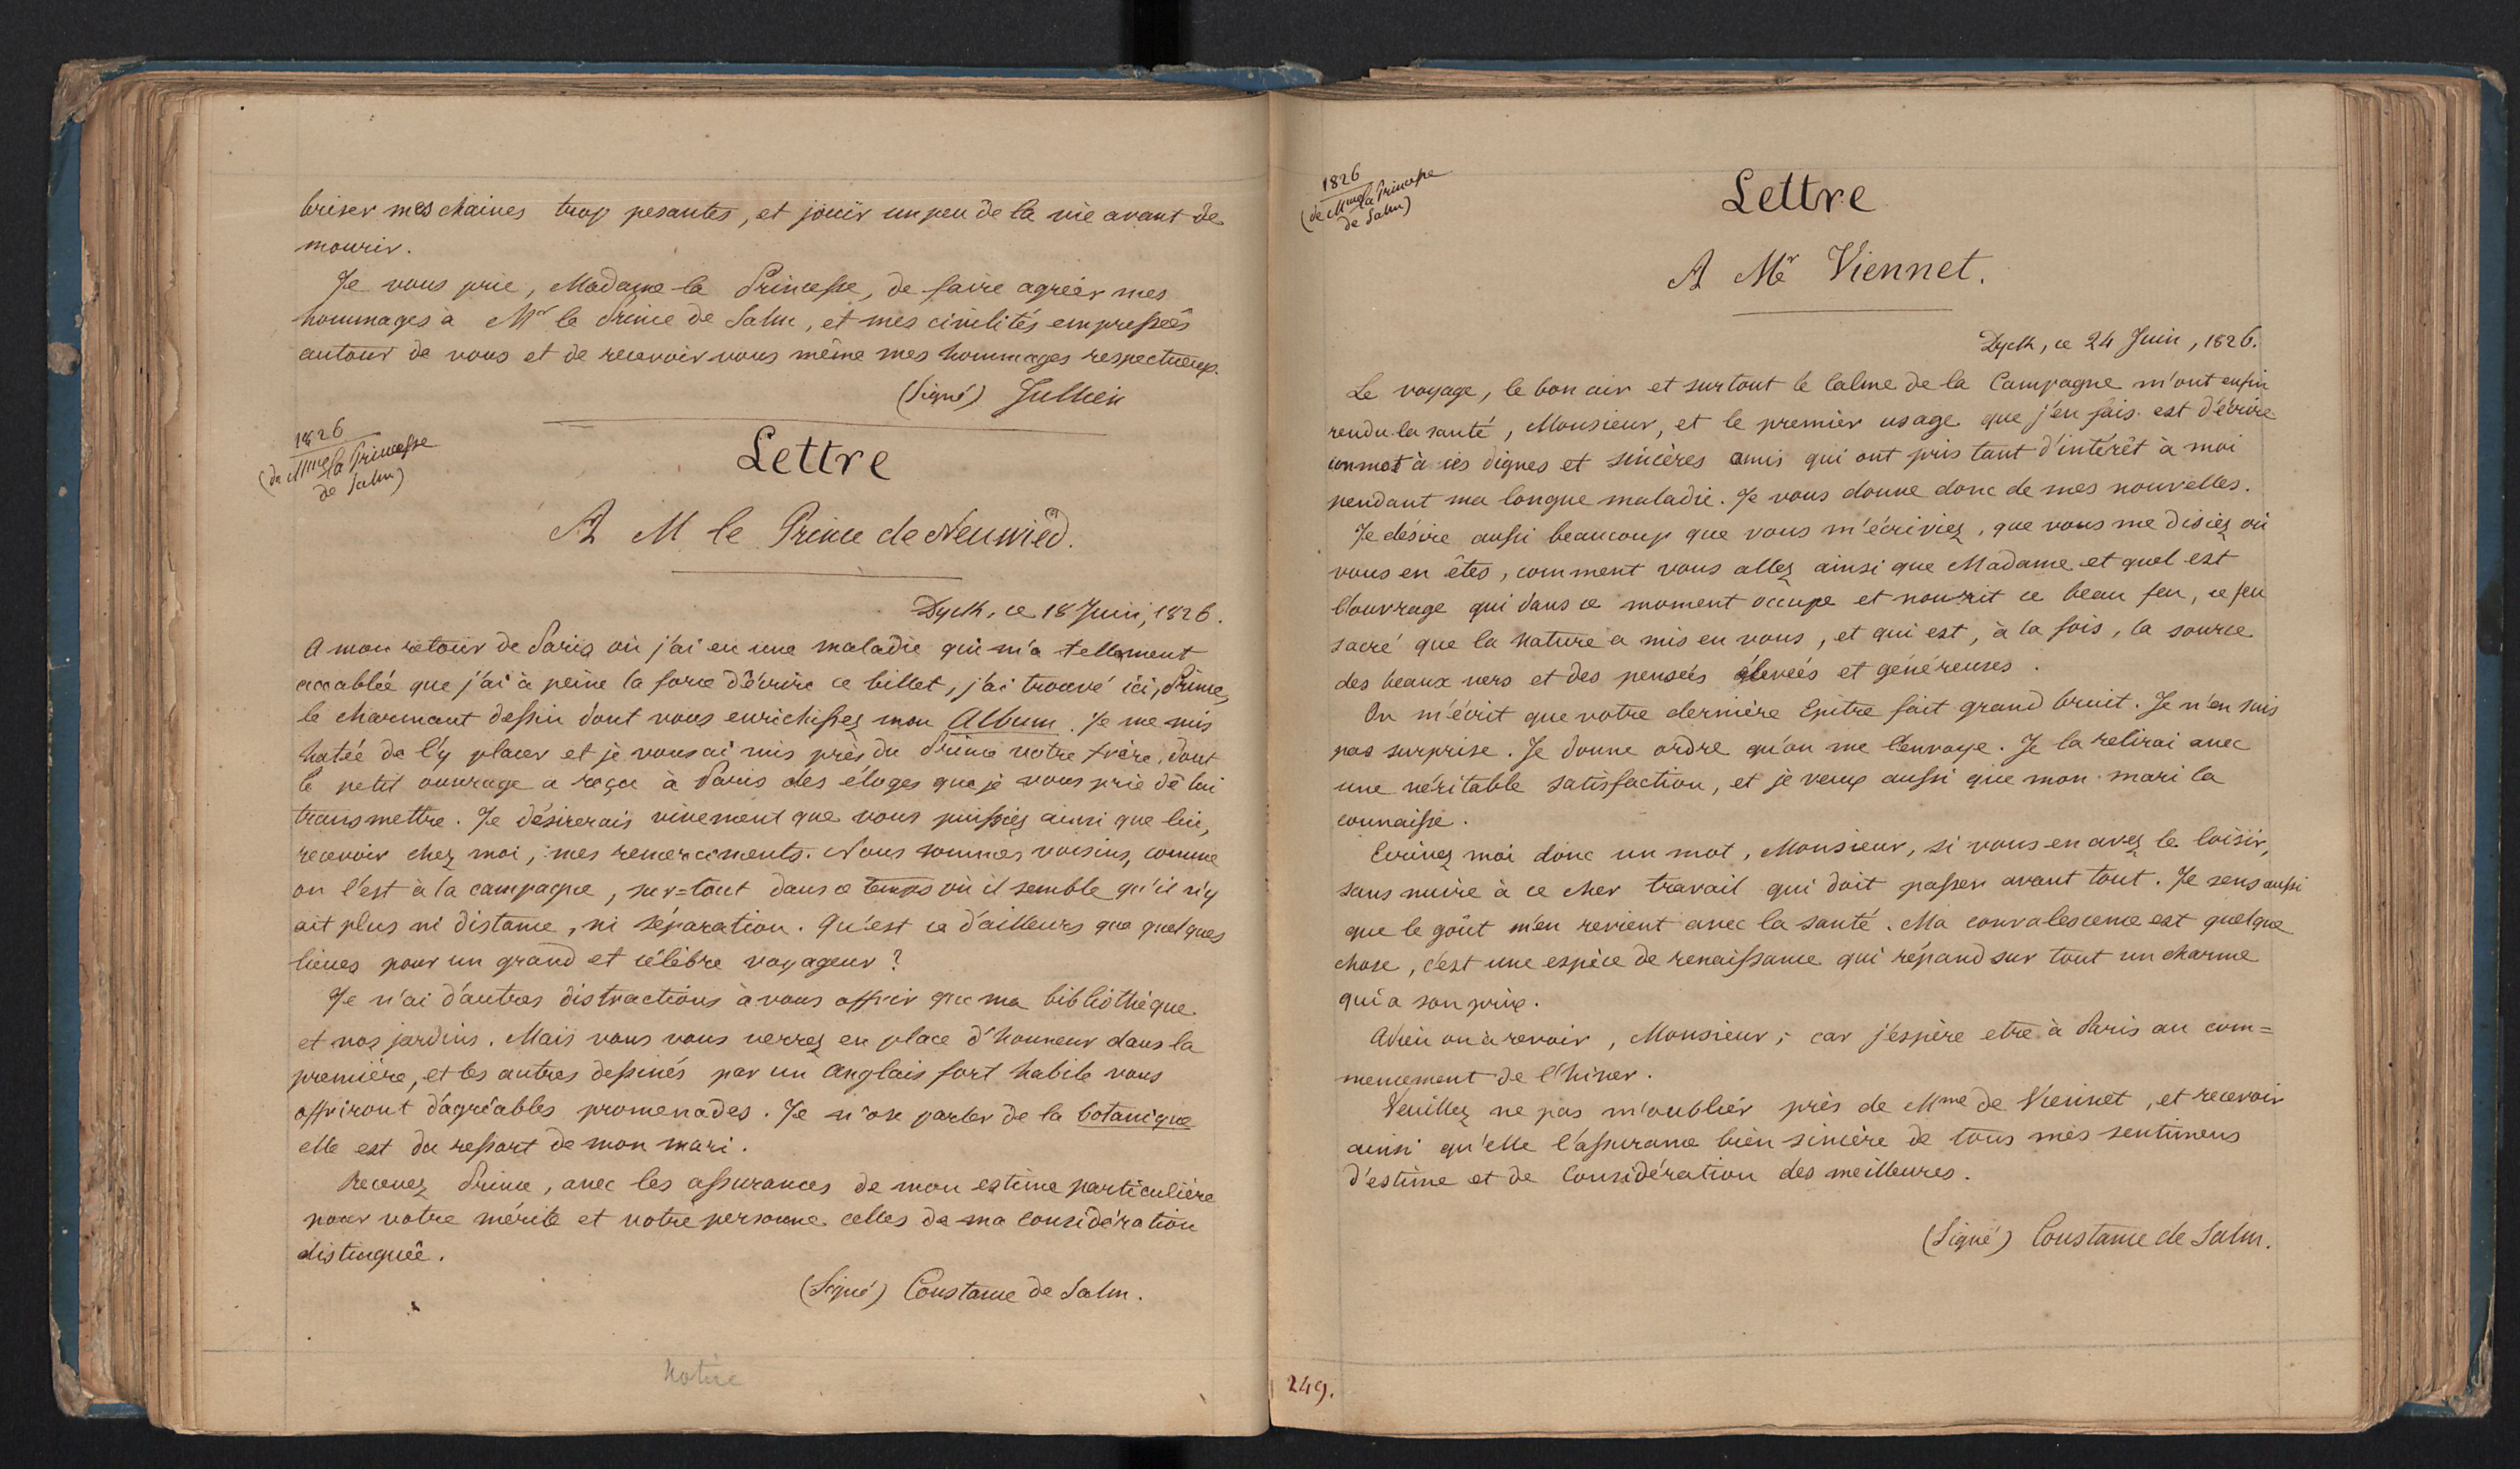 briser mes chaines trop pesantes, et jouir un peu de la vie avant de
mourir.
Je vous prie, Madame la Princesse, de faire agréer mes
hommages à Mr le Prince de Salm, et mes civilités empressées
autour de vous et de recevoir vous même mes hommages respectueux.
(Signé) Jullien
1826
(de Mme la Princesse
de Salm)
Lettre
A M le Prince de Neuwied.
Dyck, ce 18 Juin, 1826.
A mon retour de Paris où j'ai eu une maladie qui m'a tellement
accablée que j'ai à peine la force d'écrire ce billet, j'ai trouvé ici, Prince,
le charmant dessin dont vous enrichissez mon Album. Je me suis
hatée de l'y placer et je vous ai mis près du Prince votre frère, dont
le petit ouvrage a reçu à Paris des éloges que je vous prie de lui
transmettre. Je désirerais vivement que vous puissiez ainsi que lui,
recevoir chez moi, mes remerciments. Nous sommes voisins, comme
on l'est à la campagne, sur=tout dans ce temps où il semble qu'il n'y
ait plus ni distance, ni séparation. Qu'est ce d'ailleurs que quelques
lieues pour un grand et célèbre voyageur ?
Je n'ai d'autres distractions à vous offrir que ma bibliothèque
et nos jardins. Mais vous vous verrez en place d'honneur dans la
première, et les autres dessinés par un Anglais fort habile vous
offriront d'agréables promenades. Je n'ose parler de la botanique
elle est du ressort de mon mari.
Recevez Prince, avec les assurances de mon estime particulière
pour votre mérite et votre personne celles de ma considération
distinguée.
(Signé) Constance de Salm.
1826
(de Mme la Princesse
de Salm)
Lettre
A Mr Viennet.
Dyck, ce 24 Juin, 1826.
Le voyage, le bon air et surtout le calme de la Campagne m'ont enfin
rendu la santé, Monsieur, et le premier usage que j'en fais est d'écrire
un mot à ces dignes et sincères amis qui ont pris tant d'intérêt à moi
pendant ma longue maladie. Je vous donne donc de mes nouvelles.
Je désire aussi beaucoup que vous m'écriviez, que vous me disiez où
vous en êtes, comment vous allez ainsi que Madame et quel est
l'ouvrage qui dans ce moment occupe et nourrit ce beau feu, ce feu
sacré que la nature a mis en vous, et qui est, à la fois, la source
des beaux vers et des pensées élevées et généreuses.
On m'écrit que votre dernière Epitre fait grand bruit. Je n'en suis
pas surprise. Je donne ordre qu'on me l'envoye. Je la relirai avec
une véritable satisfaction, et je veux aussi que mon mari la
connaisse.
Ecrivez moi donc un mot, Monsieur, si vous en avez le loisir,
sans nuire à ce cher travail qui doit passer avant tout. Je sens aussi
que le goût m'en revient avec la santé. Ma convalescence est quelque
chose, c'est une espèce de renaissance qui répand sur tout un charme
qui a son prix.
Adieu ou à revoir, Monsieur ; car j'espère etre à Paris au com=
mencement de l'hiver.
Veuillez ne pas m'oublier près de Mme de Viennet, et recevoir
ainsi qu'elle l'assurance bien sincère de tous mes sentimens
d'estime et de Considération des meilleures.
(Signé) Constance de Salm.
249.